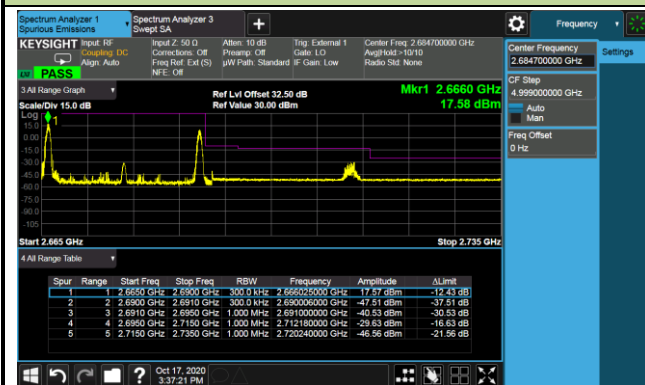 Spectrum Analyzer 1
Spurious Emissions
Spectrum Analyzer 3
Swept SA
Frequency
KEYSIGHT
Input: RF
Coupling: DC
Align: Auto
Input Z: 50 Ω
Corrections: Off
Freq Ref: Ext (S)
NFE: Off
Atten: 10 dB
Preamp: Off
µW Path: Standard
Trig: External 1
Gate: LO
IF Gain: Low
Center Freq: 2.684700000 GHz
Avg|Hold:>10/10
Radio Std: None
PASS
Center Frequency
2.684700000 GHz
Settings
CF Step
4.999000000 GHz
Auto
Man
Freq Offset
0 Hz
3 All Range Graph
Ref Lvl Offset 32.50 dB
Mkr1 2.6660 GHz
Scale/Div 15.0 dB
Ref Value 30.00 dBm
17.58 dBm
Log
1
15.0
0.00
-15.0
-30.0
-45.0
-60.0
-75.0
-90.0
-105
Start 2.665 GHz
Stop 2.735 GHz
4 All Range Table
Spur Range Start Freq Stop Freq RBW Frequency Amplitude ΔLimit
1 1 2.6650 GHz 2.6900 GHz 300.0 kHz 2.666025000 GHz 17.57 dBm -12.43 dB
2 2 2.6900 GHz 2.6910 GHz 300.0 kHz 2.690006000 GHz -47.51 dBm -37.51 dB
3 3 2.6910 GHz 2.6950 GHz 1.000 MHz 2.691000000 GHz -40.53 dBm -30.53 dB
4 4 2.6950 GHz 2.7150 GHz 1.000 MHz 2.712180000 GHz -29.63 dBm -16.63 dB
5 5 2.7150 GHz 2.7350 GHz 1.000 MHz 2.720240000 GHz -46.56 dBm -21.56 dB
Oct 17, 2020
3:37:21 PM